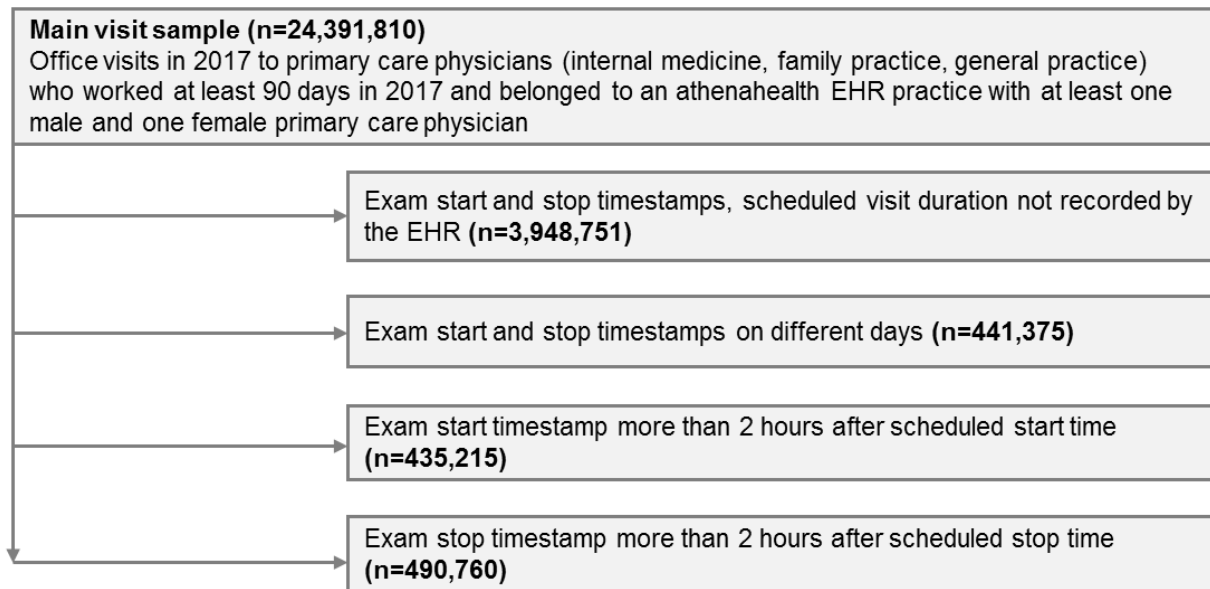 Main visit sample (n=24,391,810)
Office visits in 2017 to primary care physicians (internal medicine, family practice, general practice)
who worked at least 90 days in 2017 and belonged to an athenahealth EHR practice with at least one
male and one female primary care physician
Exam start and stop timestamps, scheduled visit duration not recorded by
the EHR (n=3,948,751)
Exam start and stop timestamps on different days (n=441,375)
Exam start timestamp more than 2 hours after scheduled start time
(n=435,215)
Exam stop timestamp more than 2 hours after scheduled stop time
(n=490,760)